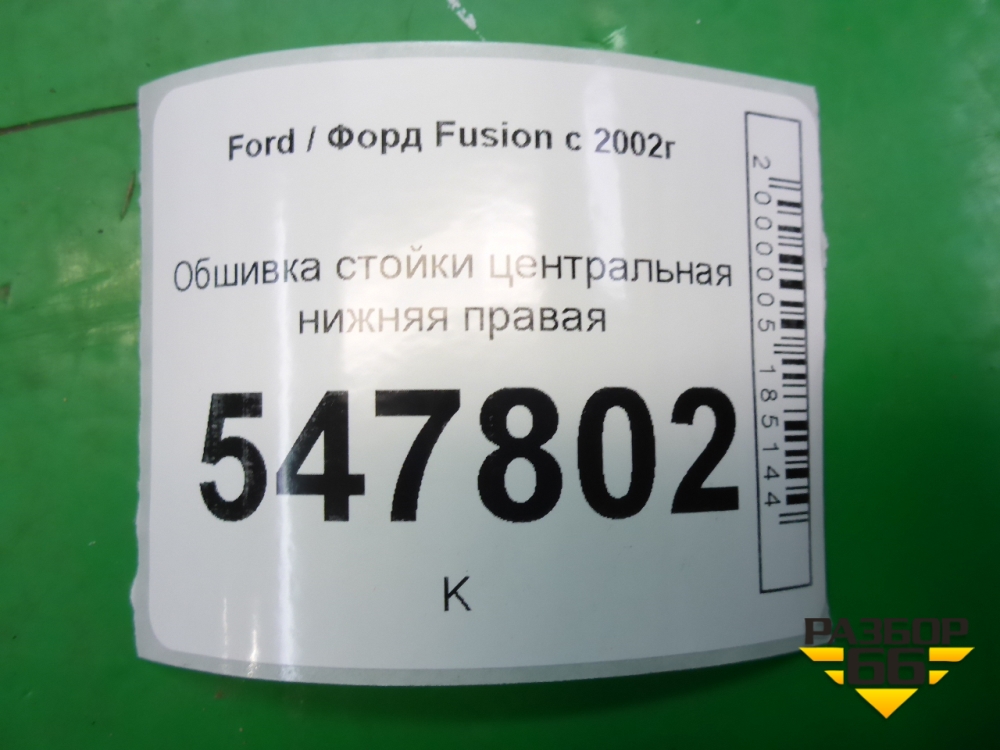 Ford / Форд Fusion с 2002г
Обшивка стойки центральная
нижняя правая
547802
К
2000005185144
РАЗБОР
66